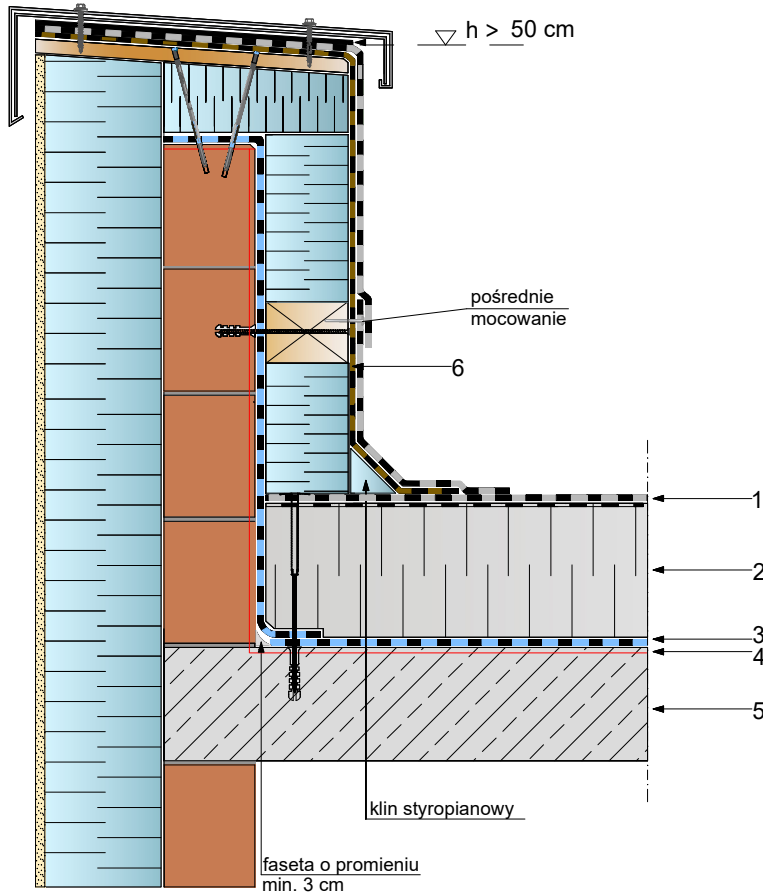 h > 50 cm
pośrednie
mocowanie
6
1
2
3
4
5
klin styropianowy
faseta o promieniu
min. 3 cm